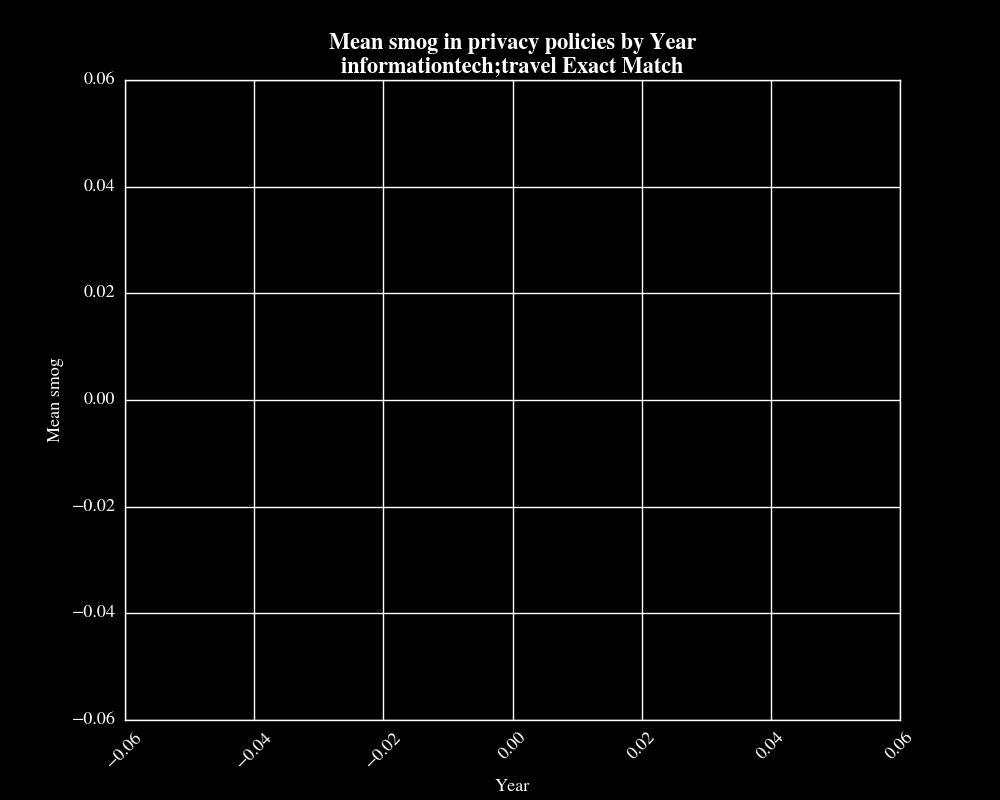 Mean smog in privacy policies by Year
informationtech;travel Exact Match
0.06
0.04
0.02
0.00
−0.02
−0.04
−0.06
Mean smog
−0.06 −0.04 −0.02 0.00 0.02 0.04 0.06
Year